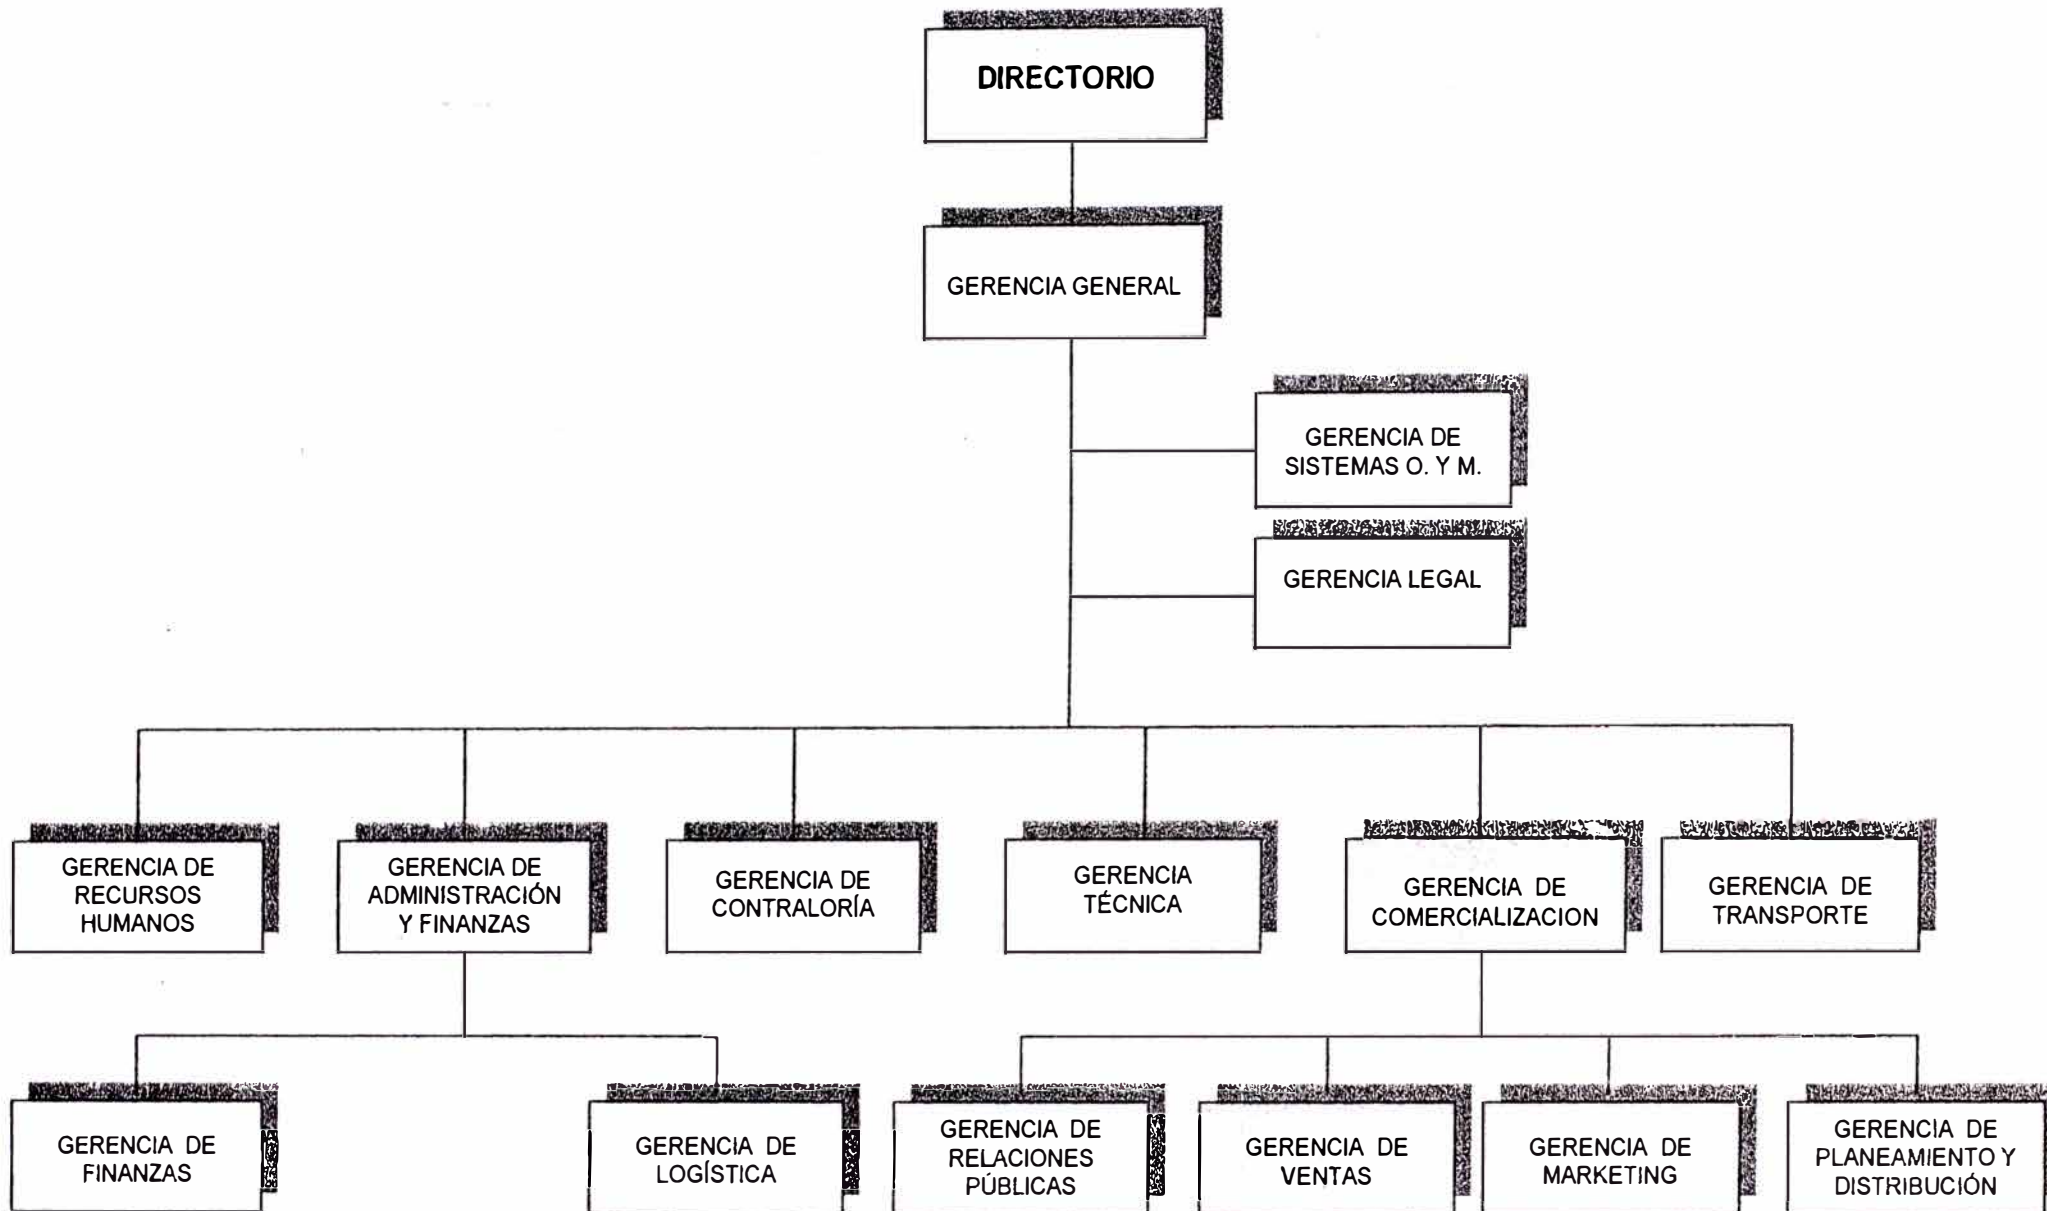 DIRECTORIO
GERENCIA GENERAL
GERENCIA DE
SISTEMAS O. Y M.
GERENCIA LEGAL
GERENCIA DE
RECURSOS
HUMANOS
GERENCIA DE
ADMINISTRACIÓN
Y FINANZAS
GERENCIA DE
CONTRALORÍA
GERENCIA
TÉCNICA
GERENCIA DE
COMERCIALIZACION
GERENCIA DE
TRANSPORTE
GERENCIA DE
FINANZAS
GERENCIA DE
LOGÍSTICA
GERENCIA DE
RELACIONES
PÚBLICAS
GERENCIA DE
VENTAS
GERENCIA DE
MARKETING
GERENCIA DE
PLANEAMIENTO Y
DISTRIBUCIÓN